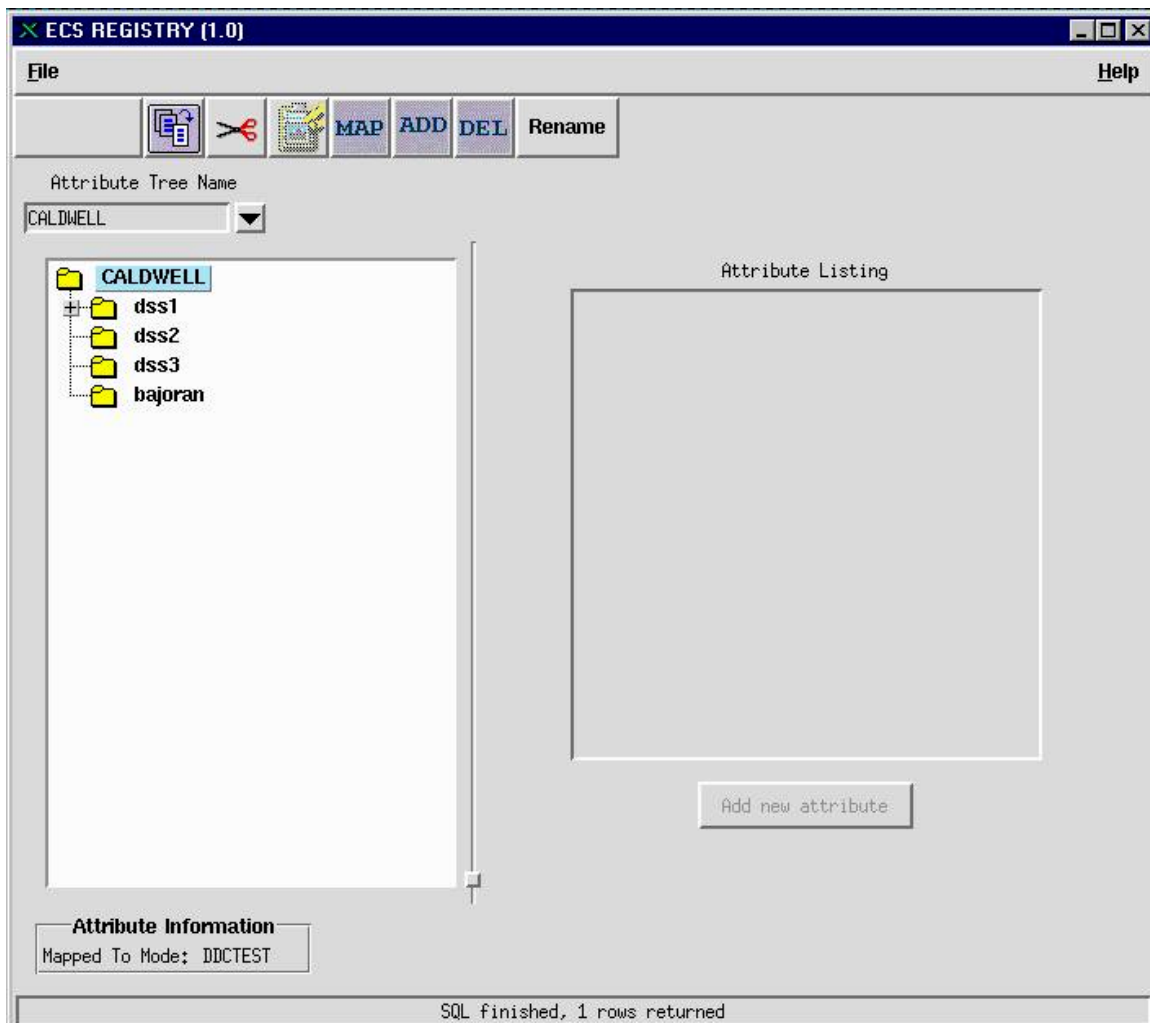 ECS REGISTRY (1.0)
File Help
MAP ADD DEL Rename
Attribute Tree Name
CALDWELL
CALDWELL
dss1
dss2
dss3
bajoran
Attribute Listing
Add new attribute
Attribute Information
Mapped To Mode: DDCTEST
SQL finished, 1 rows returned